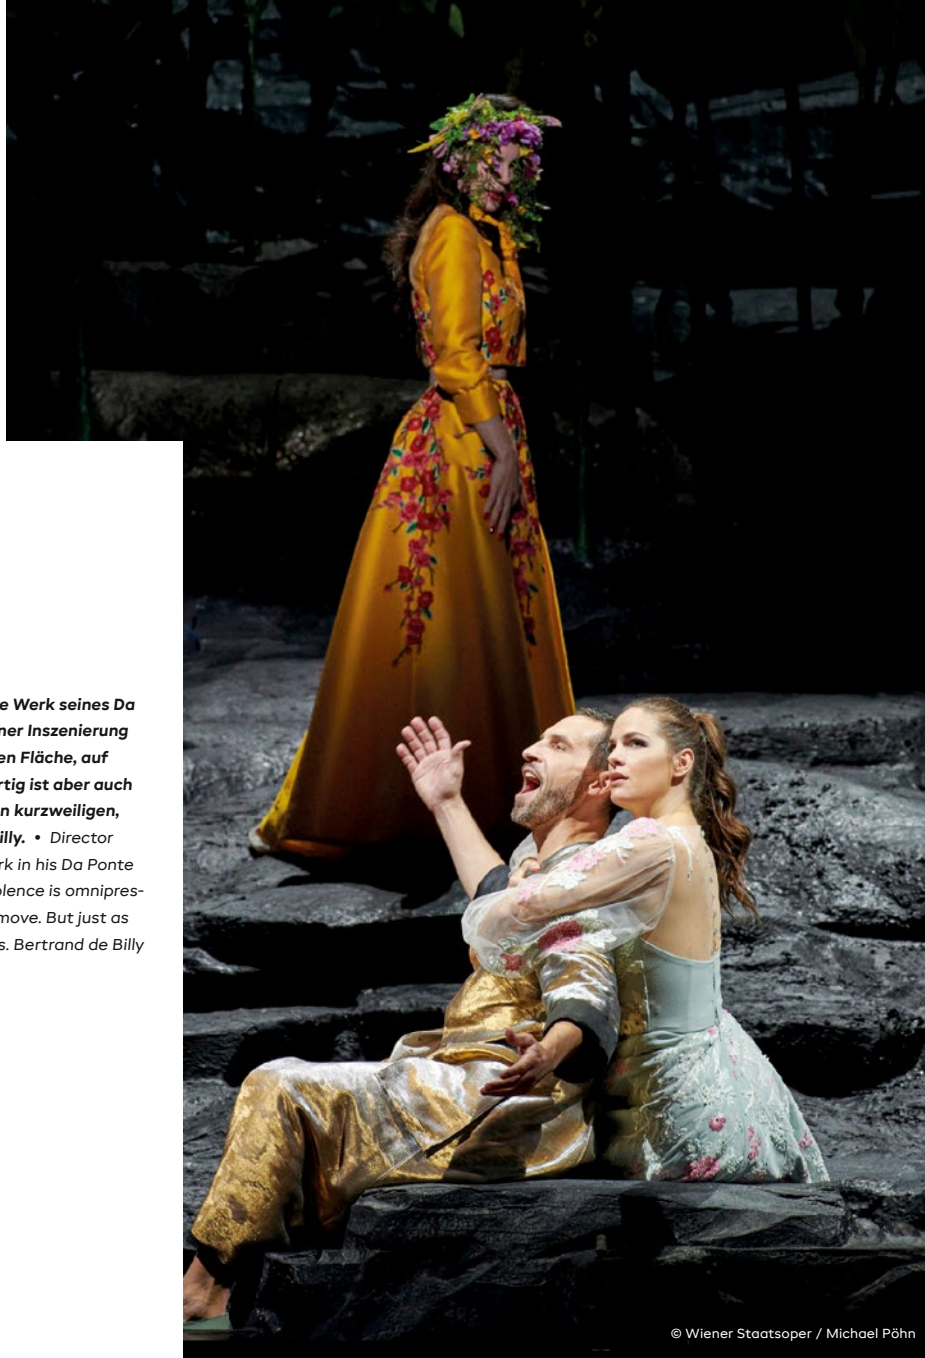 e Werk seines Da
ner Inszenierung
en Fläche, auf
rtig ist aber auch
n kurzweiligen,
illy. • Director
rk in his Da Ponte
olence is omnipres-
move. But just as
s. Bertrand de Billy
© Wiener Staatsoper / Michael Pöhn